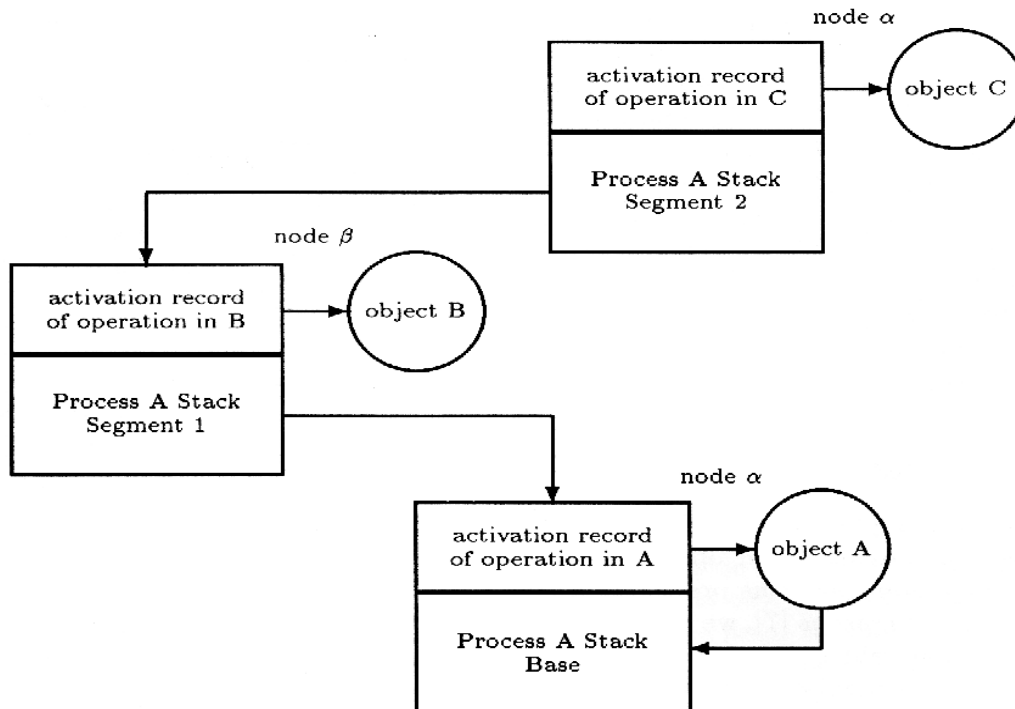 node α
activation record
of operation in C
object C
Process A Stack
Segment 2
node β
activation record
of operation in B
object B
Process A Stack
Segment 1
node α
activation record
of operation in A
object A
Process A Stack
Base